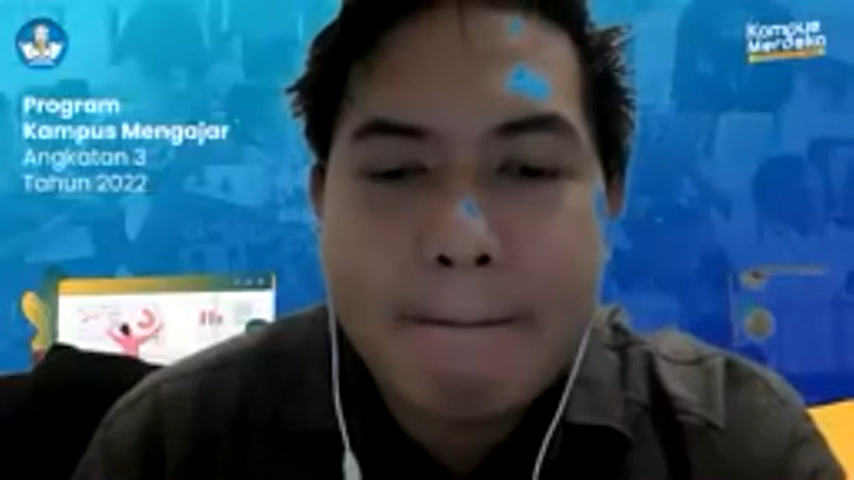 Program
Kampus Mengajar
Angkatan 3
Tahun 2022
Kampus
Merdeka